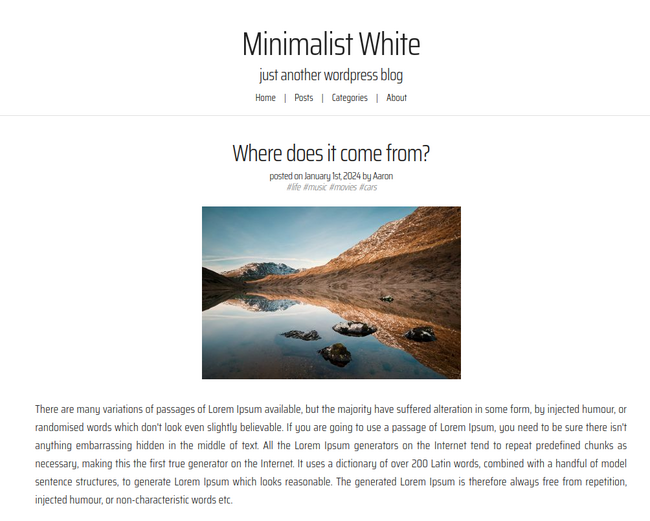 Minimalist White
just another wordpress blog
Home | Posts | Categories | About
Where does it come from?
posted on January 1st, 2024 by Aaron
#life #music #movies #cars
There are many variations of passages of Lorem Ipsum available, but the majority have suffered alteration in some form, by injected humour, or
randomised words which don't look even slightly believable. If you are going to use a passage of Lorem Ipsum, you need to be sure there isn't
anything embarrassing hidden in the middle of text. All the Lorem Ipsum generators on the Internet tend to repeat predefined chunks as
necessary, making this the first true generator on the Internet. It uses a dictionary of over 200 Latin words, combined with a handful of model
sentence structures, to generate Lorem Ipsum which looks reasonable. The generated Lorem Ipsum is therefore always free from repetition,
injected humour, or non-characteristic words etc.